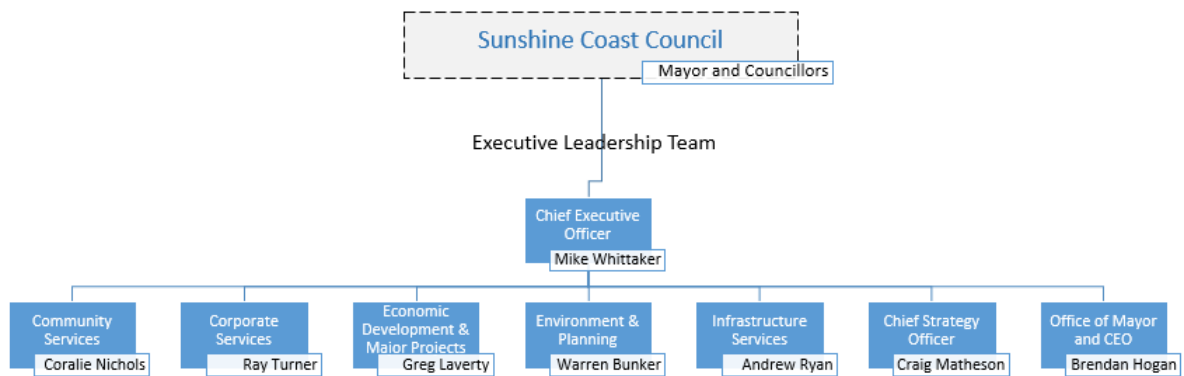 Sunshine Coast Council
Mayor and Councillors
Executive Leadership Team
Chief Executive
Officer
Mike Whittaker
Community
Services
Coralie Nichols
Corporate
Services
Ray Turner
Economic
Development &
Major Projects
Greg Laverty
Environment &
Planning
Warren Bunker
Infrastructure
Services
Andrew Ryan
Chief Strategy
Officer
Craig Matheson
Office of Mayor
and CEO
Brendan Hogan